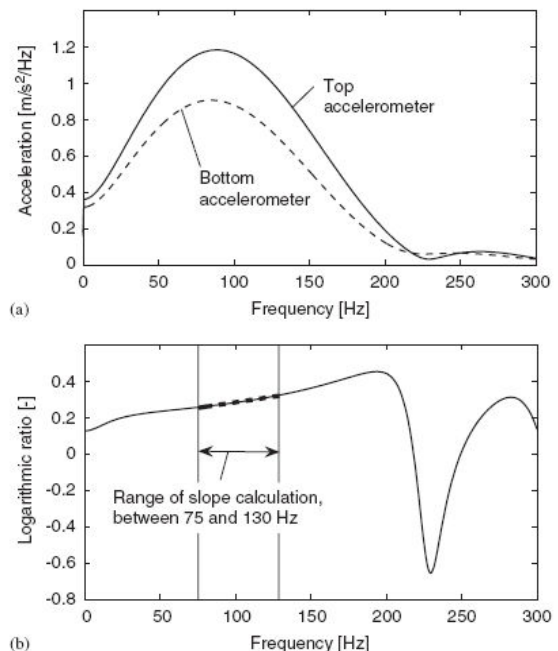 1.2
1
0.8
0.6
0.4
0.2
0
Acceleration [m/s²/Hz]
Top
accelerometer
Bottom
accelerometer
0 50 100 150 200 250 300
(a)
Frequency [Hz]
0.4
0.2
0
-0.2
-0.4
-0.6
-0.8
Logarithmic ratio [-]
Range of slope calculation,
between 75 and 130 Hz
0 50 100 150 200 250 300
(b)
Frequency [Hz]